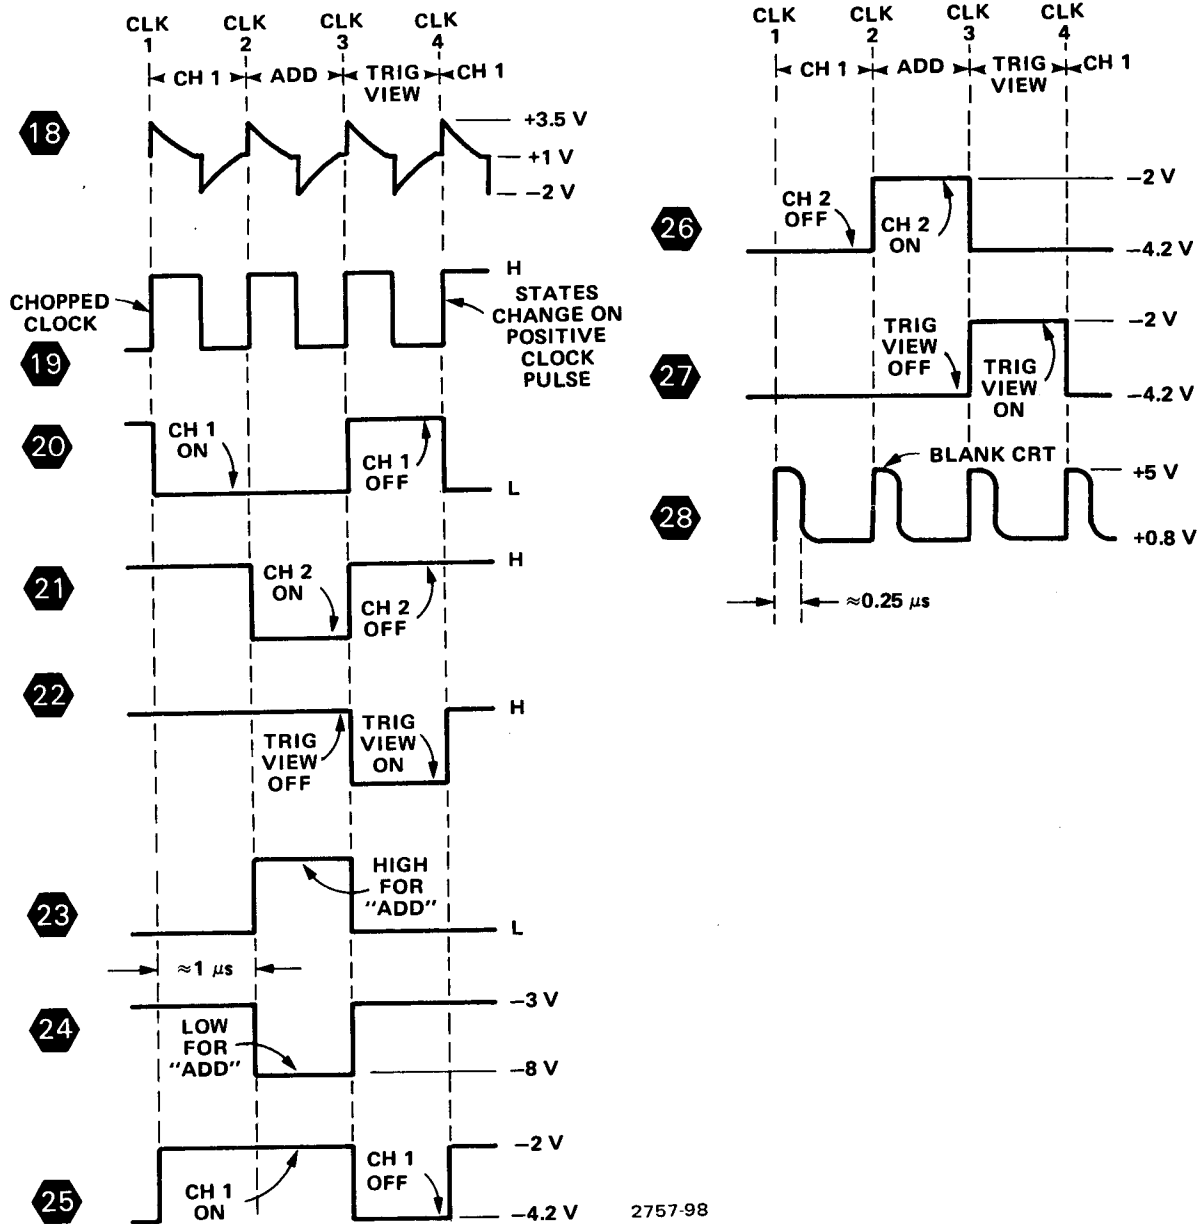 CLK
1
CLK
2
CLK
3
CLK
4
CH 1
ADD
TRIG
VIEW
CH 1
18
+3.5 V
+1 V
−2 V
CHOPPED
CLOCK
19
H
STATES
CHANGE ON
POSITIVE
CLOCK
PULSE
20
CH 1
ON
CH 1
OFF
L
21
CH 2
ON
CH 2
OFF
H
22
TRIG
VIEW
OFF
TRIG
VIEW
ON
H
23
HIGH
FOR
"ADD"
L
≈1 μs
24
LOW
FOR
"ADD"
−3 V
−8 V
25
CH 1
ON
CH 1
OFF
−2 V
−4.2 V
CLK
1
CLK
2
CLK
3
CLK
4
CH 1
ADD
TRIG
VIEW
CH 1
26
CH 2
OFF
CH 2
ON
−2 V
−4.2 V
27
TRIG
VIEW
OFF
TRIG
VIEW
ON
−2 V
−4.2 V
28
BLANK CRT
+5 V
+0.8 V
≈0.25 μs
2757-98